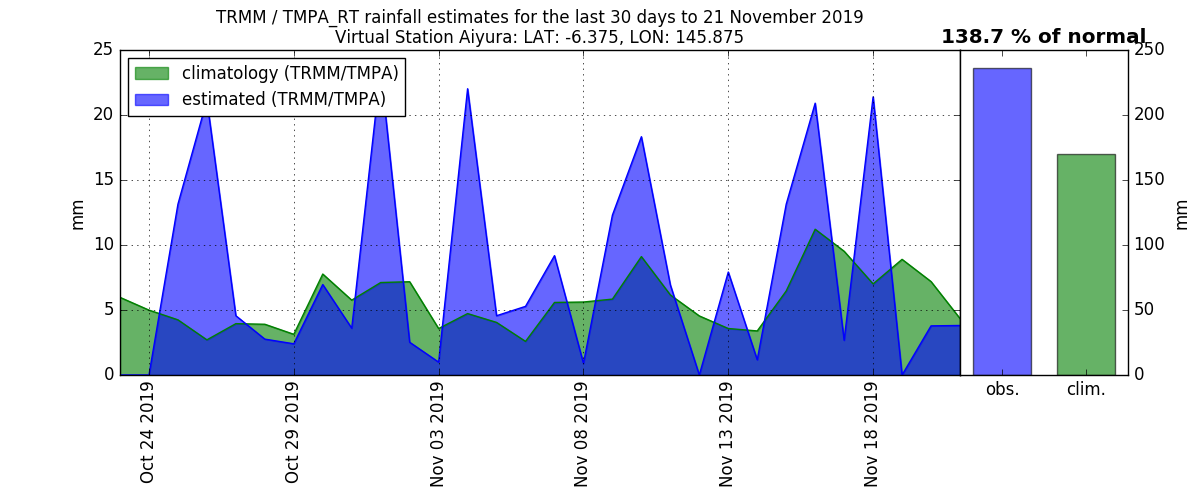 TRMM / TMPA_RT rainfall estimates for the last 30 days to 21 November 2019
Virtual Station Aiyura: LAT: -6.375, LON: 145.875
138.7 % of normal
climatology (TRMM/TMPA)
estimated (TRMM/TMPA)
25
20
15
10
5
0
mm
250
200
150
100
50
0
mm
obs.
clim.
Oct 24 2019
Oct 29 2019
Nov 03 2019
Nov 08 2019
Nov 13 2019
Nov 18 2019